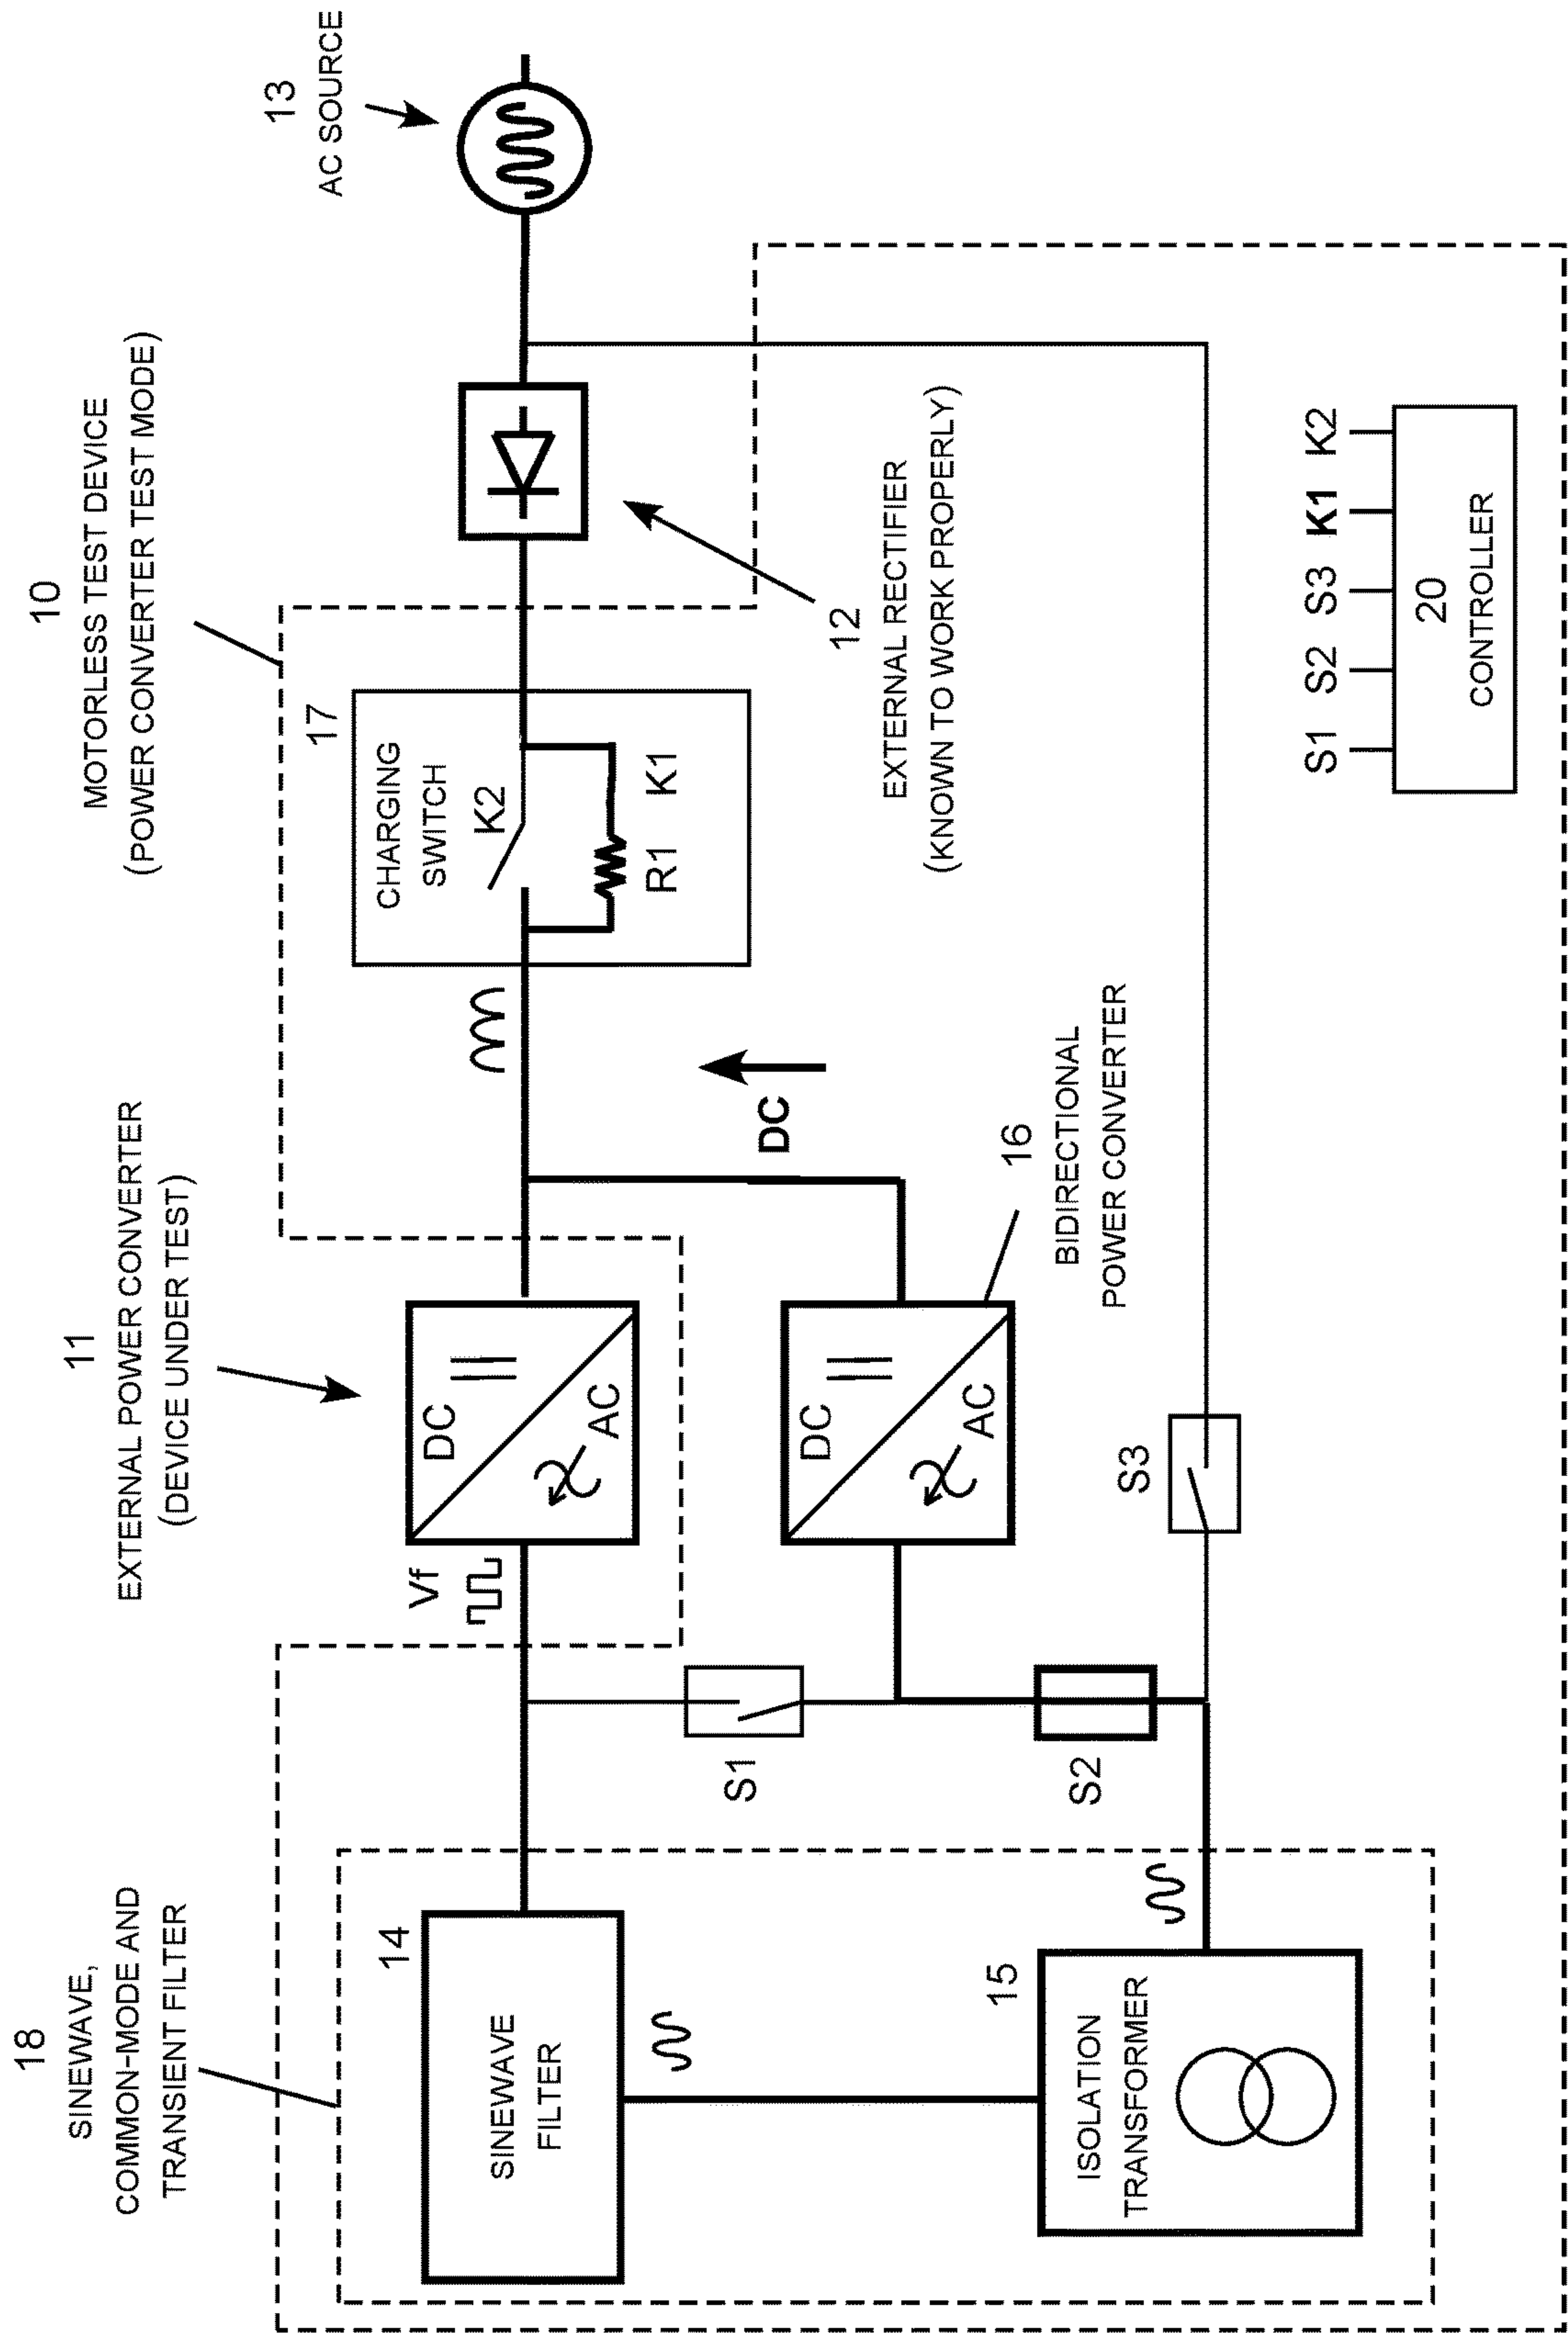 18
SINEWAVE,
COMMON-MODE AND
TRANSIENT FILTER
11
EXTERNAL POWER CONVERTER
(DEVICE UNDER TEST)
10
MOTORLESS TEST DEVICE
(POWER CONVERTER TEST MODE)
13
AC SOURCE
14
SINEWAVE
FILTER
Vf
DC
AC
17
CHARGING
SWITCH
K2
R1
K1
DC
12
EXTERNAL RECTIFIER
(KNOWN TO WORK PROPERLY)
S1
DC
AC
16
BIDIRECTIONAL
POWER CONVERTER
15
ISOLATION
TRANSFORMER
S2
S3
S1 S2 S3 K1 K2
20
CONTROLLER